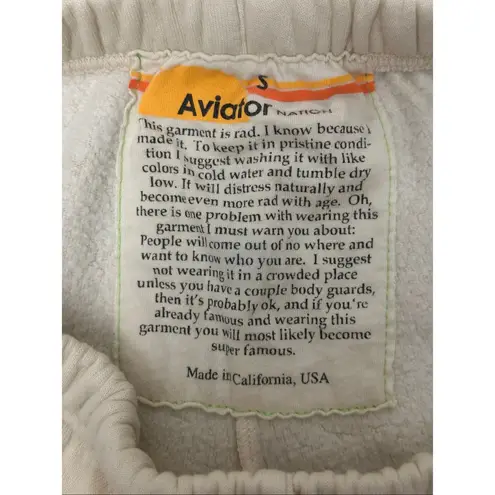 S
Aviator NATION
This garment is rad. I know because I
made it. To keep it in pristine condi-
tion I suggest washing it with like
colors in cold water and tumble dry
low. It will distress naturally and
become even more rad with age. Oh,
there is one problem with wearing this
garment I must warn you about:
People will come out of no where and
want to know who you are. I suggest
not wearing it in a crowded place
unless you have a couple body guards,
then it's probably ok, and if you're
already famous and wearing this
garment you will most likely become
super famous.
Made in California, USA